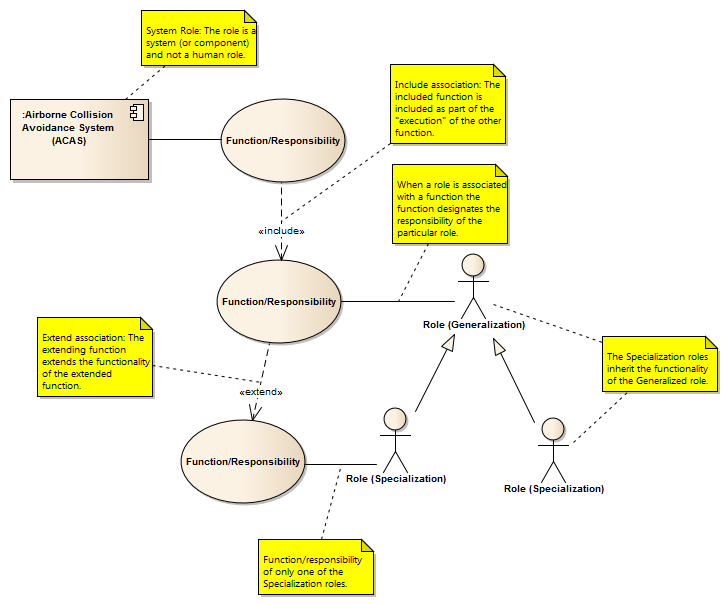 System Role: The role is a
system (or component)
and not a human role.
:Airborne Collision
Avoidance System
(ACAS)
Function/Responsibility
Include association: The
included function is
included as part of the
"execution" of the other
function.
When a role is associated
with a function the
function designates the
responsibility of the
particular role.
«include»
Function/Responsibility
Role (Generalization)
Extend association: The
extending function
extends the functionality
of the extended
function.
The Specialization roles
inherit the functionality
of the Generalized role.
«extend»
Function/Responsibility
Role (Specialization)
Role (Specialization)
Function/responsibility
of only one of the
Specialization roles.